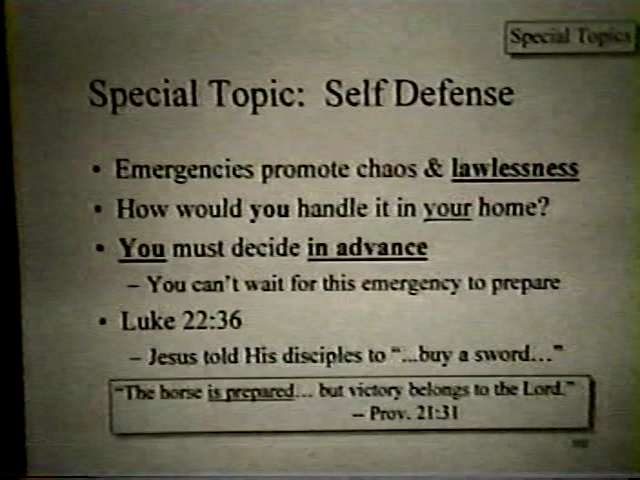 Special Topics
Special Topic: Self Defense
• Emergencies promote chaos & lawlessness
• How would you handle it in your home?
• You must decide in advance
– You can't wait for this emergency to prepare
• Luke 22:36
– Jesus told His disciples to "...buy a sword..."
"The horse is prepared... but victory belongs to the Lord."
– Prov. 21:31